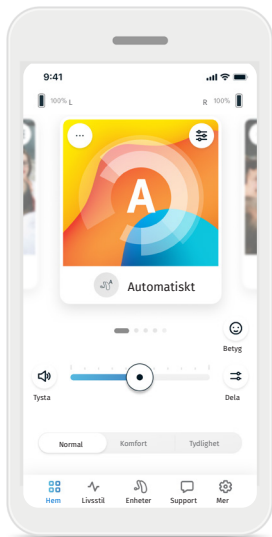 9:41
100% L
R 100%
A
Automatiskt
Betyg
Tysta
Dela
Normal Komfort Tydlighet
Hem Livsstil Enheter Support Mer